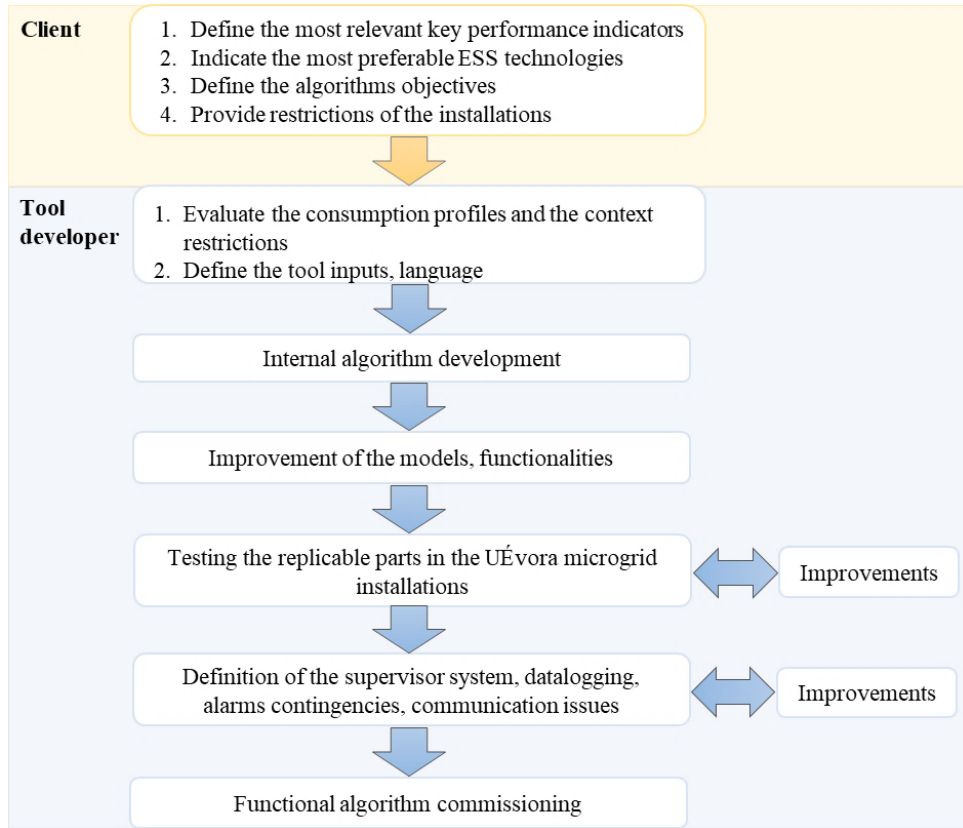 Client
1. Define the most relevant key performance indicators
2. Indicate the most preferable ESS technologies
3. Define the algorithms objectives
4. Provide restrictions of the installations
Tool
developer
1. Evaluate the consumption profiles and the context
restrictions
2. Define the tool inputs, language
Internal algorithm development
Improvement of the models, functionalities
Testing the replicable parts in the UÉvora microgrid
installations
Improvements
Definition of the supervisor system, datalogging,
alarms contingencies, communication issues
Improvements
Functional algorithm commissioning